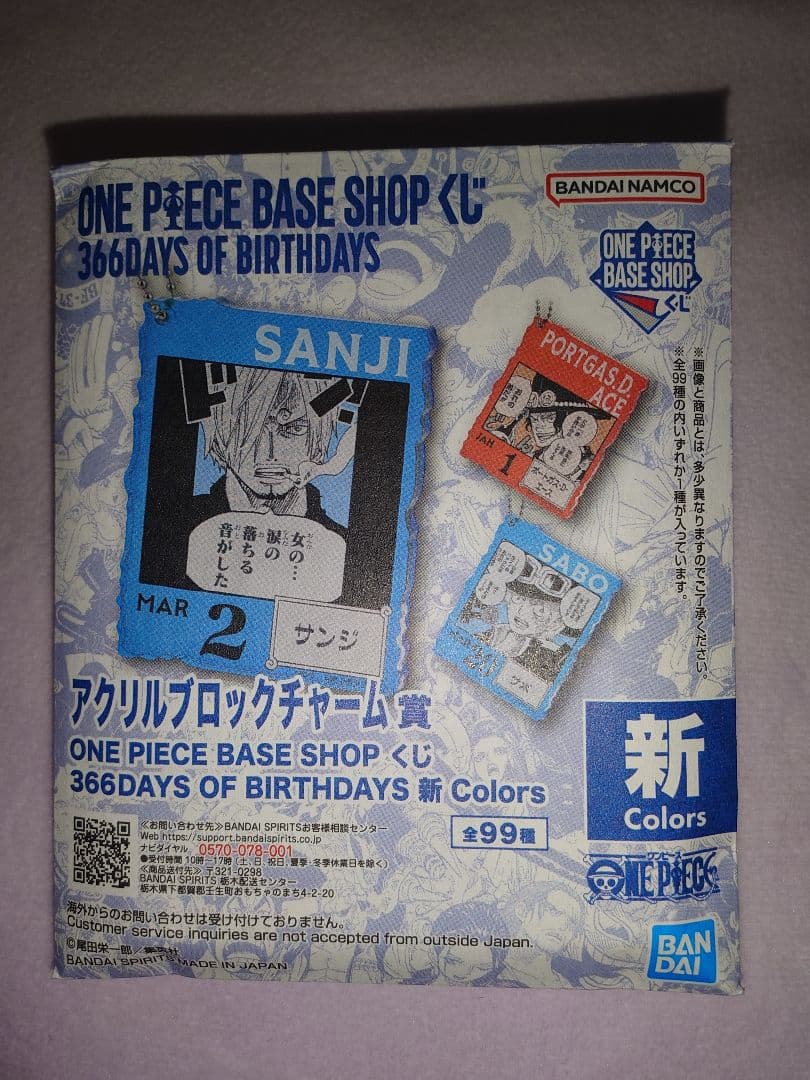 ONE PIECE BASE SHOP くじ
366DAYS OF BIRTHDAYS
BANDAI NAMCO
ONE PIECE
BASE SHOP
くじ
SANJI
女の…
涙の
落ちる
音がした
MAR 2
サンジ
PORTGAS.D
ACE
JAN 1
ポートガス・D・
エース
SABO
20
サボ
※画像と商品とは、多少異なりますのでご了承ください。
※全99種の内いずれか1種が入っています。
アクリルブロックチャーム賞
ONE PIECE BASE SHOP くじ
366DAYS OF BIRTHDAYS 新 Colors
新
Colors
全99種
≪お問い合わせ先≫BANDAI SPIRITSお客様相談センター
Web https://support.bandaispirits.co.jp
ナビダイヤル 0570-078-001
●受付時間 10時〜17時(土、日、祝日、夏季・冬季休業日を除く)
≪商品送付先≫〒321-0298
BANDAI SPIRITS 栃木配送センター
栃木県下都賀郡壬生町おもちゃのまち4-2-20
海外からのお問い合わせは受け付けておりません。
Customer service inquiries are not accepted from outside Japan.
©尾田栄一郎/集英社
BANDAI SPIRITS MADE IN JAPAN
ワンピース
ONE PIECE
BAN
DAI